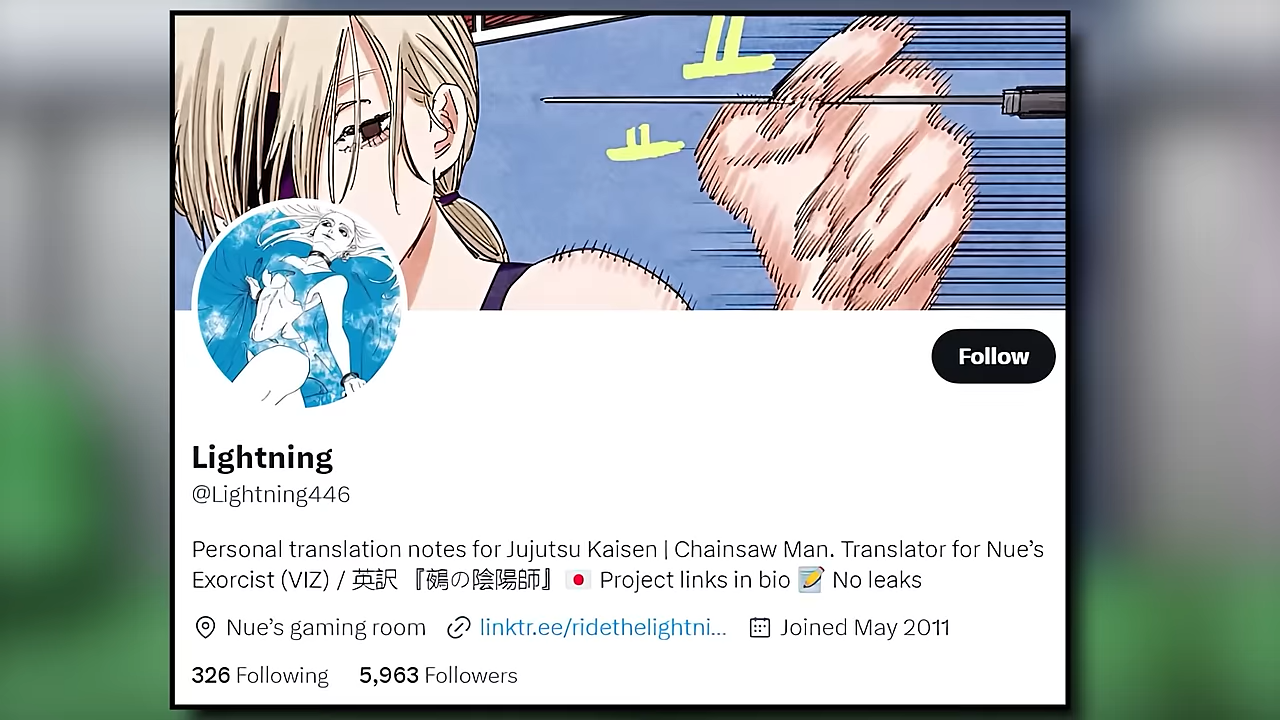 Follow
Lightning
@Lightning446
Personal translation notes for Jujutsu Kaisen | Chainsaw Man. Translator for Nue’s
Exorcist (VIZ) / 英訳 『鵺の陰陽師』 🇯🇵 Project links in bio 📝 No leaks
Nue’s gaming room linktr.ee/ridethelightni... Joined May 2011
326 Following 5,963 Followers